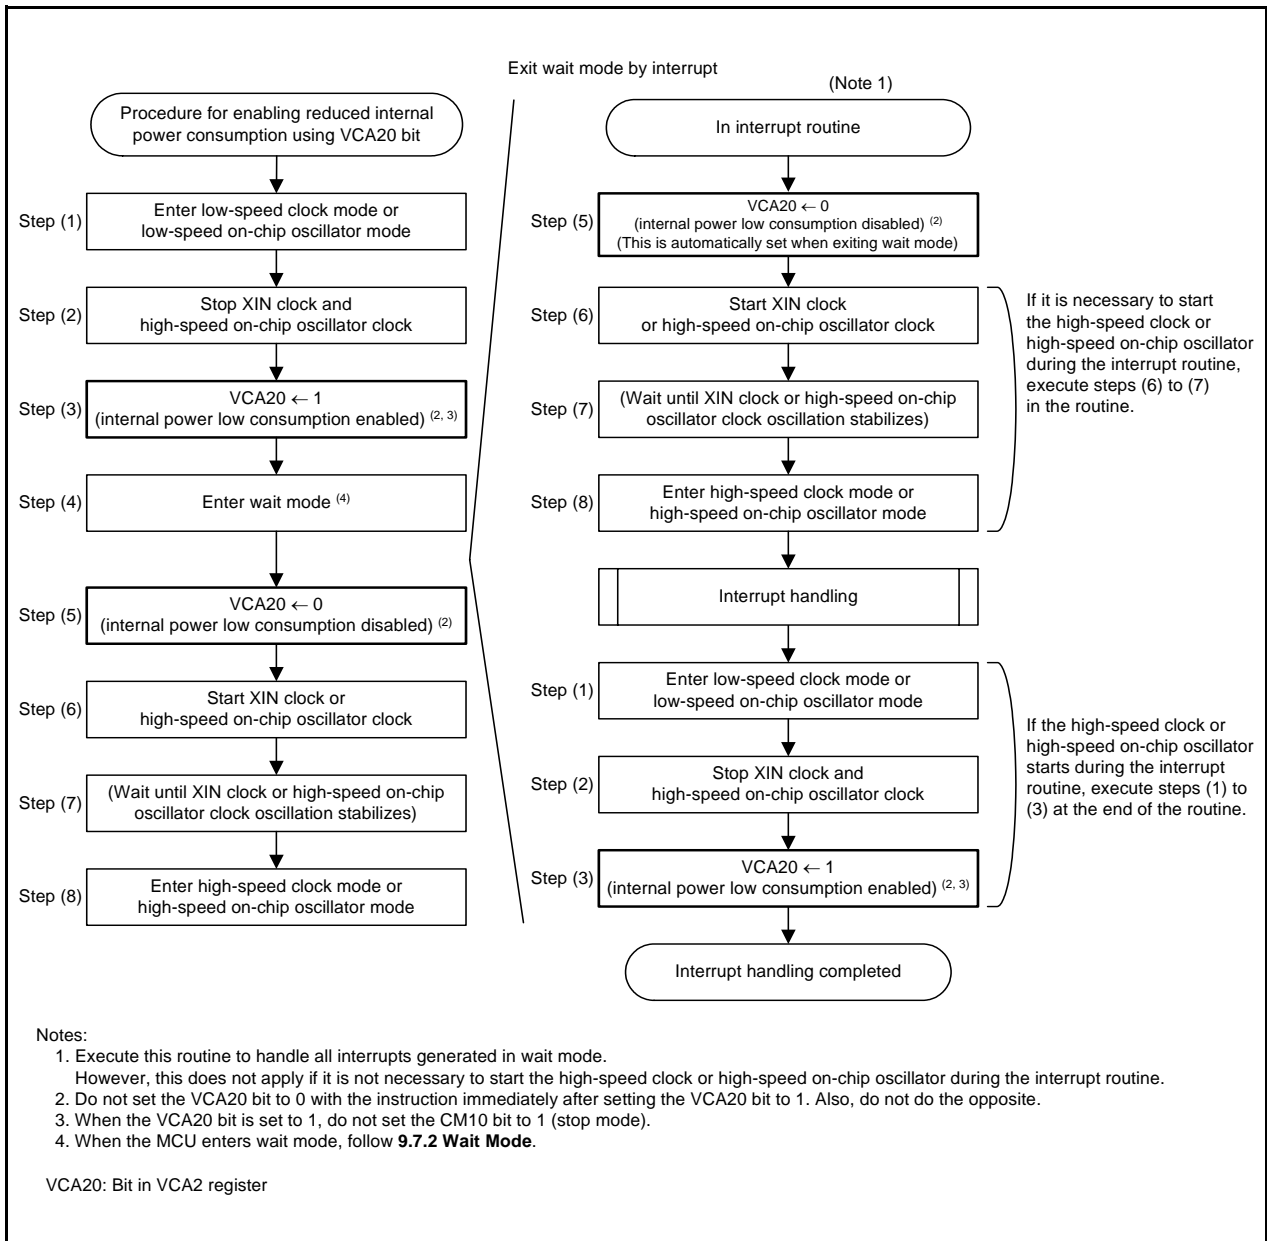 Exit wait mode by interrupt
(Note 1)
Procedure for enabling reduced internal
power consumption using VCA20 bit
Step (1)
Enter low-speed clock mode or
low-speed on-chip oscillator mode
Step (2)
Stop XIN clock and
high-speed on-chip oscillator clock
Step (3)
VCA20 ← 1
(internal power low consumption enabled) (2, 3)
Step (4)
Enter wait mode (4)
Step (5)
VCA20 ← 0
(internal power low consumption disabled) (2)
Step (6)
Start XIN clock or
high-speed on-chip oscillator clock
Step (7)
(Wait until XIN clock or high-speed on-chip
oscillator clock oscillation stabilizes)
Step (8)
Enter high-speed clock mode or
high-speed on-chip oscillator mode
In interrupt routine
Step (5)
VCA20 ← 0
(internal power low consumption disabled) (2)
(This is automatically set when exiting wait mode)
Step (6)
Start XIN clock
or high-speed on-chip oscillator clock
Step (7)
(Wait until XIN clock or high-speed on-chip
oscillator clock oscillation stabilizes)
Step (8)
Enter high-speed clock mode or
high-speed on-chip oscillator mode
If it is necessary to start
the high-speed clock or
high-speed on-chip oscillator
during the interrupt routine,
execute steps (6) to (7)
in the routine.
Interrupt handling
Step (1)
Enter low-speed clock mode or
low-speed on-chip oscillator mode
Step (2)
Stop XIN clock and
high-speed on-chip oscillator clock
Step (3)
VCA20 ← 1
(internal power low consumption enabled) (2, 3)
If the high-speed clock or
high-speed on-chip oscillator
starts during the interrupt
routine, execute steps (1) to
(3) at the end of the routine.
Interrupt handling completed
Notes:
1. Execute this routine to handle all interrupts generated in wait mode.
However, this does not apply if it is not necessary to start the high-speed clock or high-speed on-chip oscillator during the interrupt routine.
2. Do not set the VCA20 bit to 0 with the instruction immediately after setting the VCA20 bit to 1. Also, do not do the opposite.
3. When the VCA20 bit is set to 1, do not set the CM10 bit to 1 (stop mode).
4. When the MCU enters wait mode, follow 9.7.2 Wait Mode.
VCA20: Bit in VCA2 register